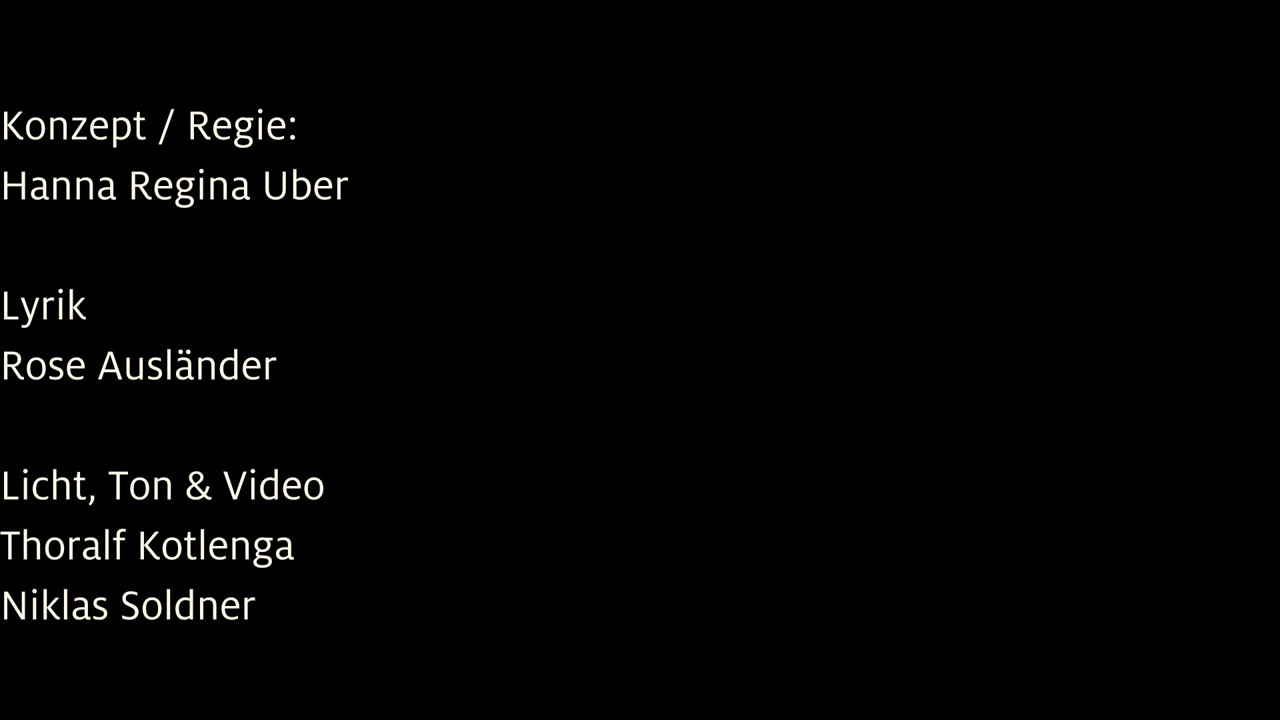 Konzept / Regie:
Hanna Regina Uber
Lyrik
Rose Ausländer
Licht, Ton & Video
Thoralf Kotlenga
Niklas Soldner